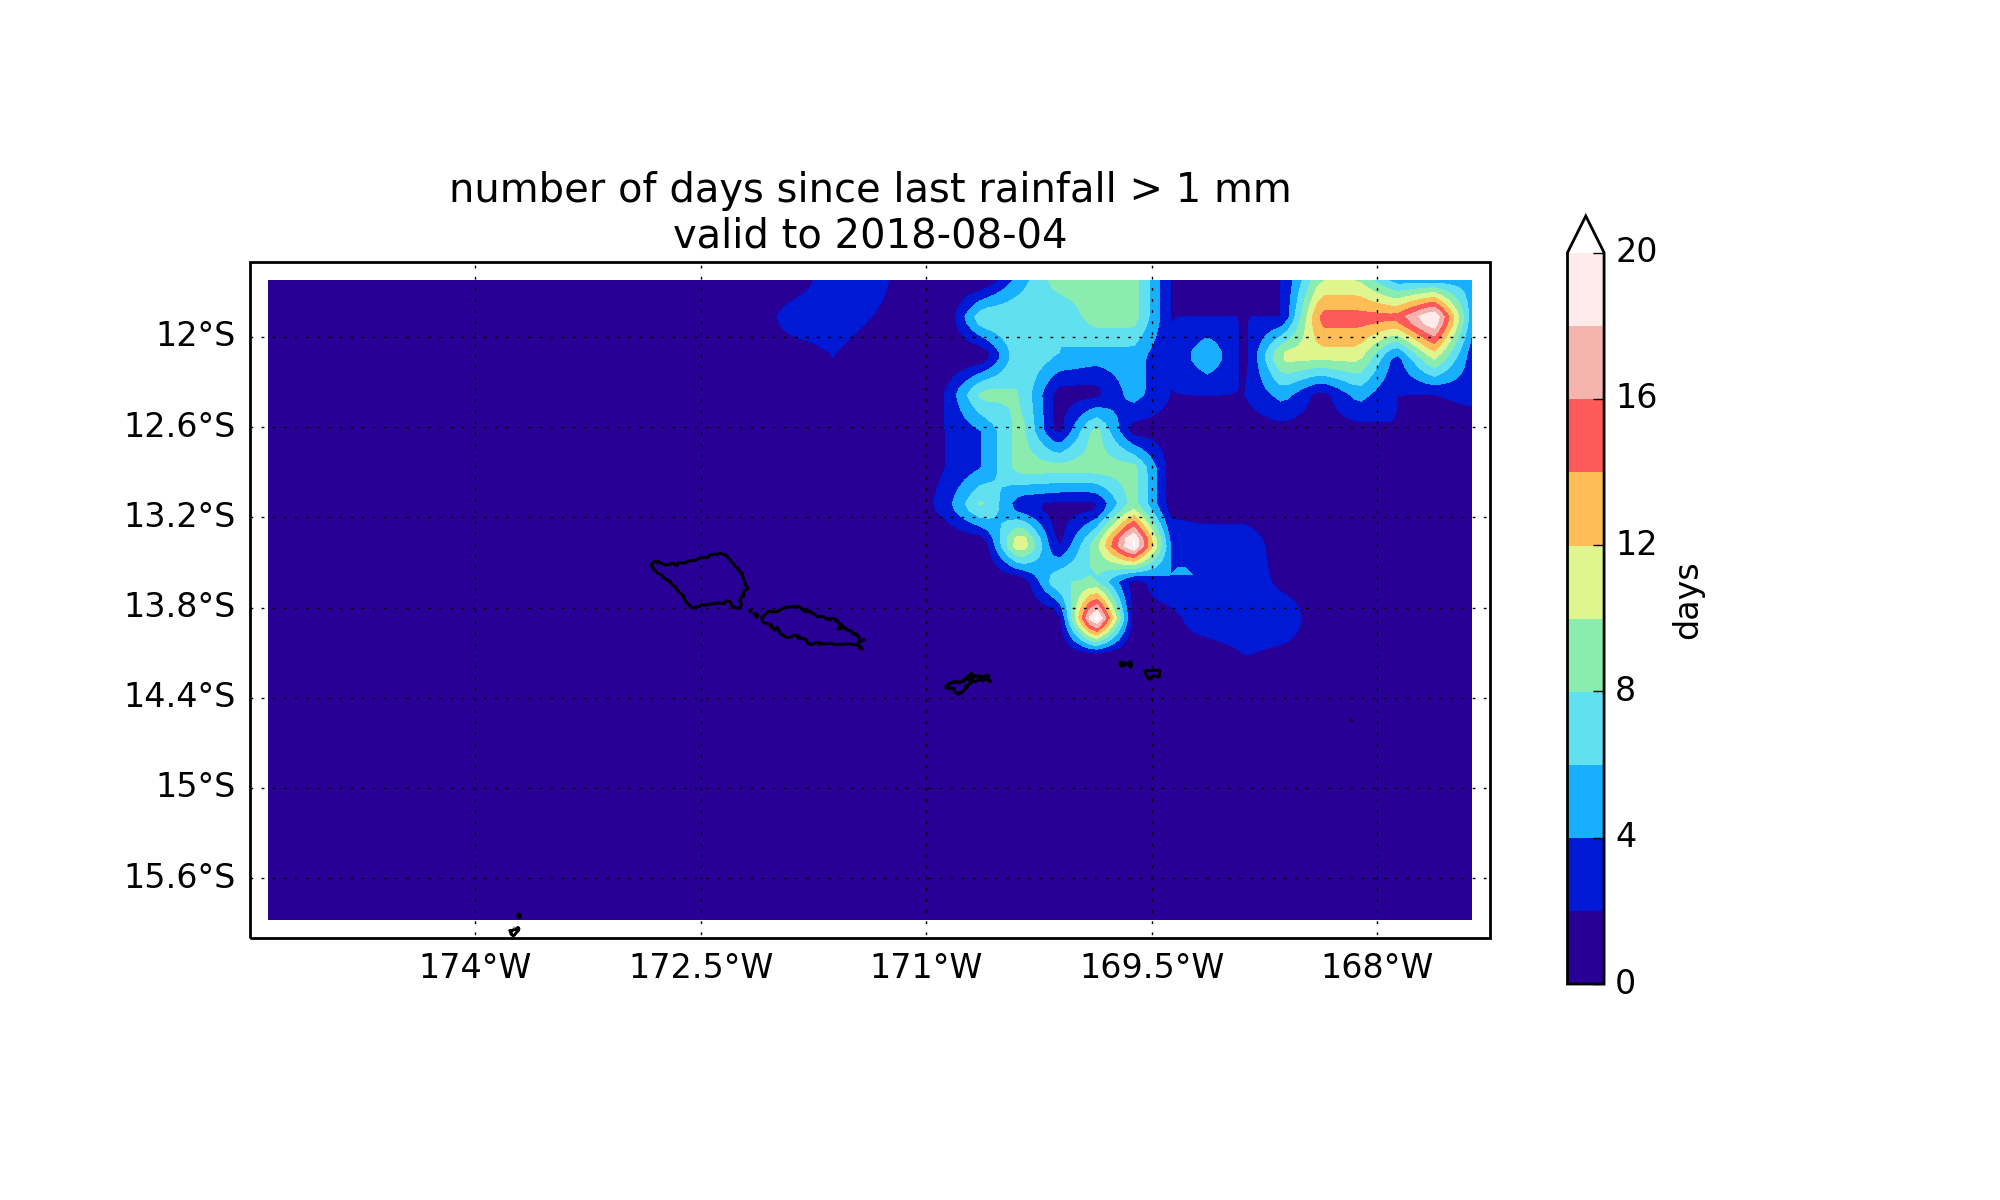 number of days since last rainfall > 1 mm
valid to 2018-08-04
12°S
12.6°S
13.2°S
13.8°S
14.4°S
15°S
15.6°S
174°W
172.5°W
171°W
169.5°W
168°W
20
16
12
8
4
0
days